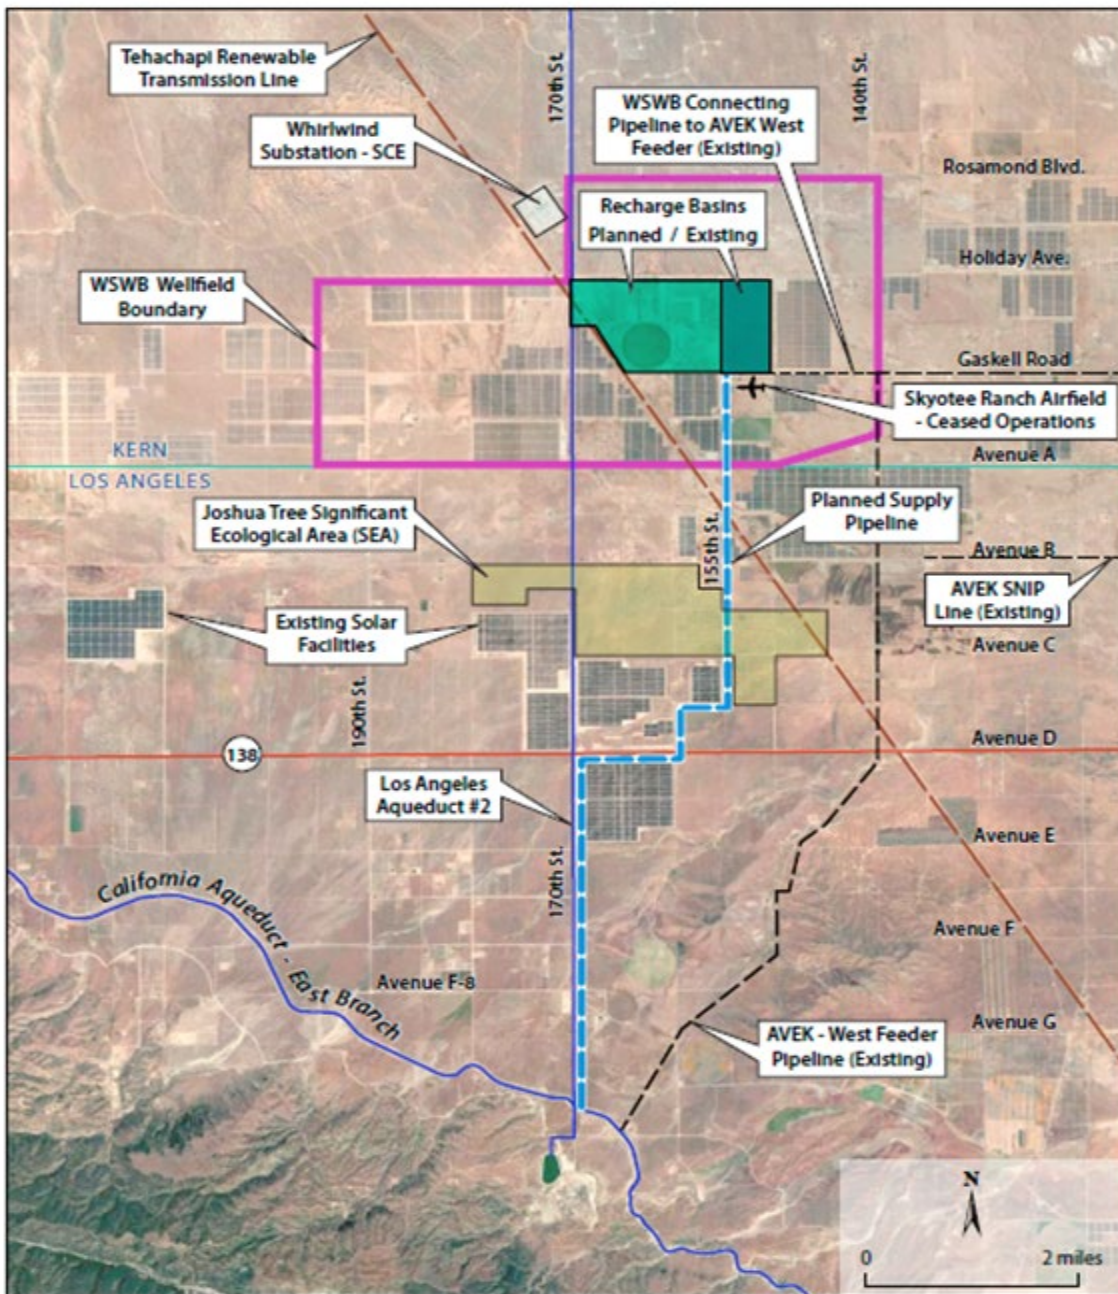 Tehachapi Renewable
Transmission Line
Whirlwind
Substation - SCE
170th St.
WSWB Connecting
Pipeline to AVEK West
Feeder (Existing)
140th St.
Rosamond Blvd.
Recharge Basins
Planned / Existing
Holiday Ave.
WSWB Wellfield
Boundary
Gaskell Road
Skyotee Ranch Airfield
- Ceased Operations
KERN
LOS ANGELES
Avenue A
Joshua Tree Significant
Ecological Area (SEA)
155th St.
Planned Supply
Pipeline
Avenue B
AVEK SNIP
Line (Existing)
Existing Solar
Facilities
Avenue C
190th St.
138
Avenue D
Los Angeles
Aqueduct #2
Avenue E
170th St.
California Aqueduct - East Branch
Avenue F
Avenue F-8
Avenue G
AVEK - West Feeder
Pipeline (Existing)
N
0 2 miles